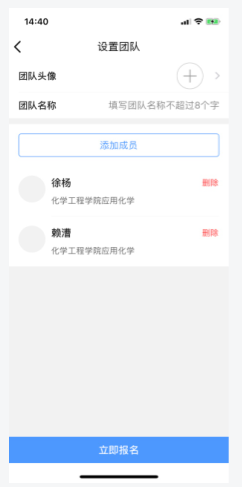 14:40
设置团队
团队头像
团队名称 填写团队名称不超过8个字
添加成员
徐杨 删除
化学工程学院应用化学
赖漕 删除
化学工程学院应用化学
立即报名